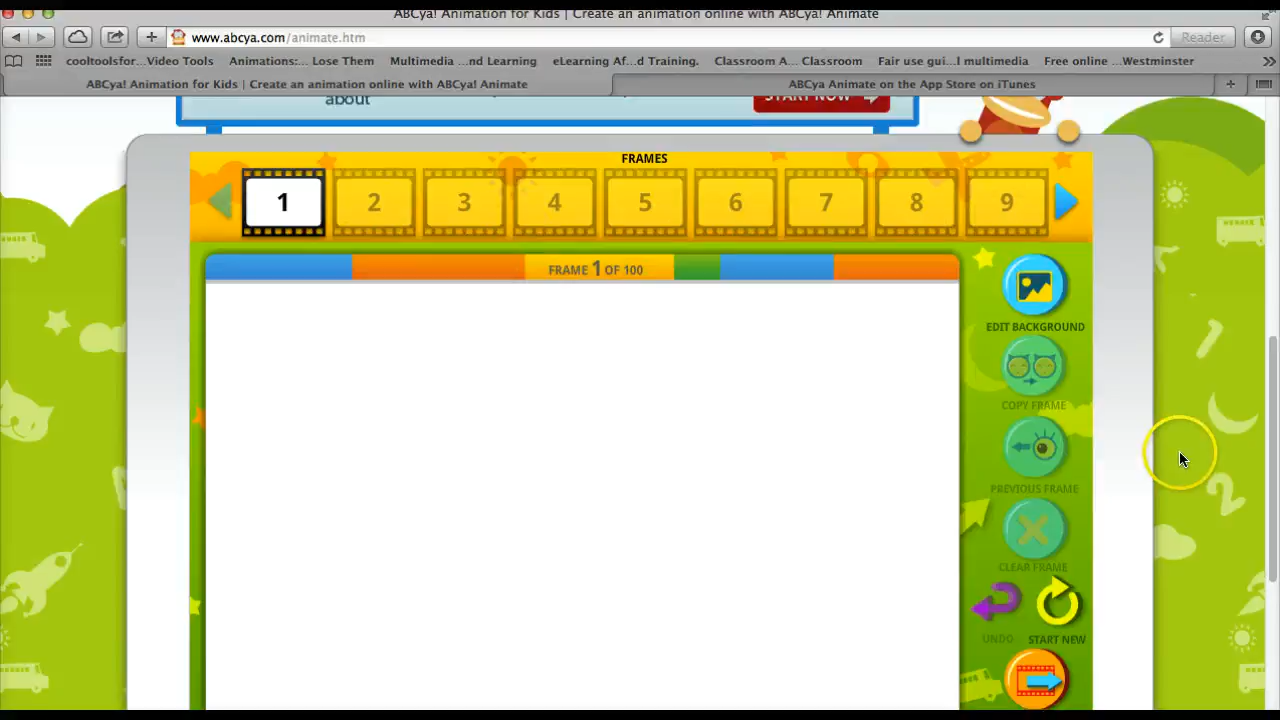 ABCya! Animation for Kids | Create an animation online with ABCya! Animate
www.abcya.com/animate.htm
Reader
cooltoolsfor...Video Tools Animations:... Lose Them Multimedia ...nd Learning eLearning Af...d Training. Classroom A... Classroom Fair use gui...l multimedia Free online ...Westminster
ABCya! Animation for Kids | Create an animation online with ABCya! Animate ABCya Animate on the App Store on iTunes
about START NOW
FRAMES
1 2 3 4 5 6 7 8 9
FRAME 1 OF 100
EDIT BACKGROUND
COPY FRAME
PREVIOUS FRAME
CLEAR FRAME
UNDO START NEW